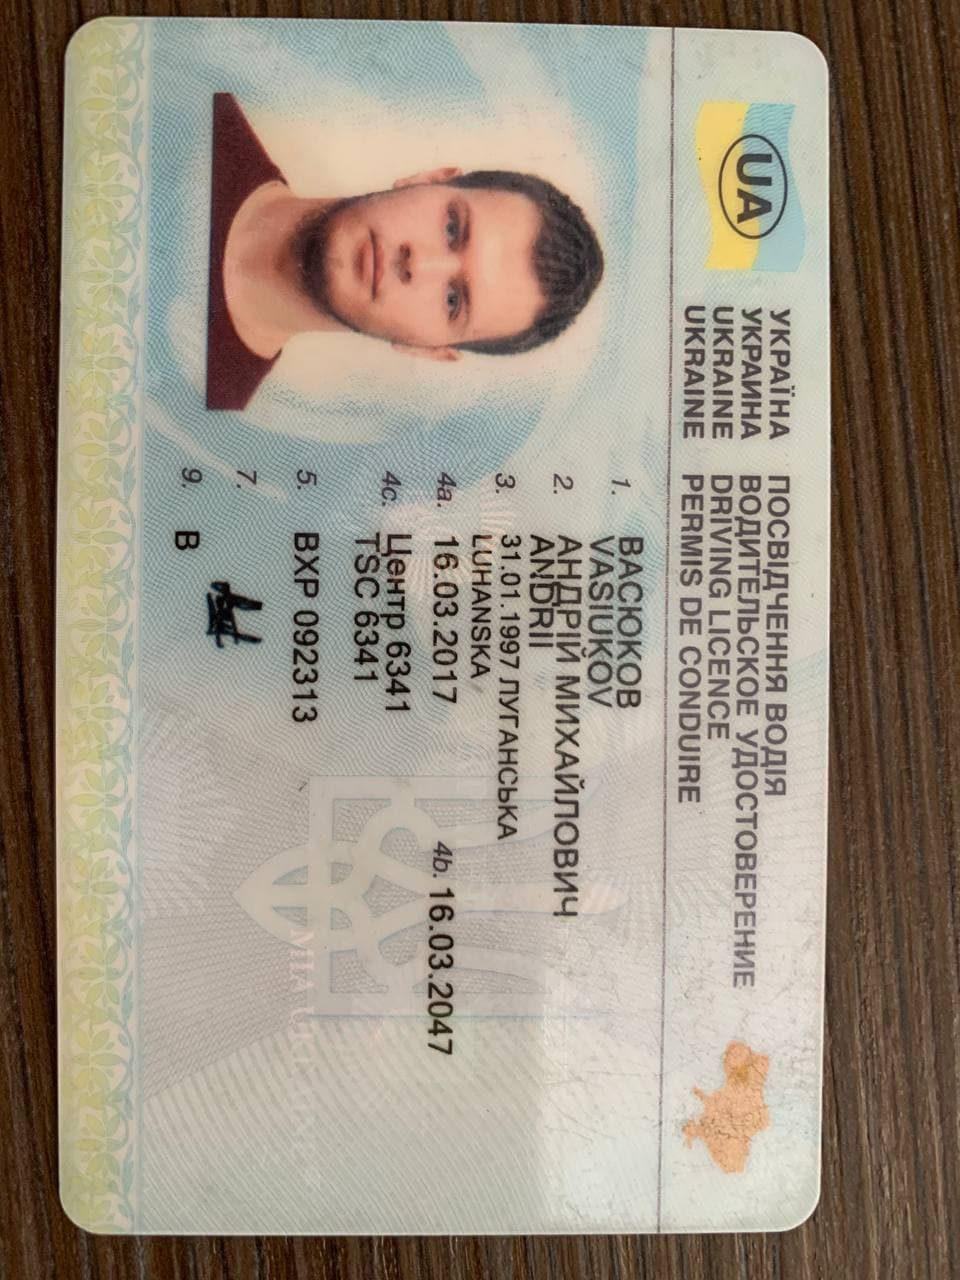 UA
УКРАЇНА ПОСВІДЧЕННЯ ВОДІЯ
УКРАИНА ВОДИТЕЛЬСКОЕ УДОСТОВЕРЕНИЕ
UKRAINE DRIVING LICENCE
UKRAINE PERMIS DE CONDUIRE
1. ВАСЮКОВ
VASIUKOV
2. АНДРІЙ МИХАЙЛОВИЧ
ANDRII
3. 31.01.1997 ЛУГАНСЬКА
LUHANSKA
4a. 16.03.2017 4b. 16.03.2047
4c. Центр 6341
TSC 6341
5. ВХР 092313
7.
9. B